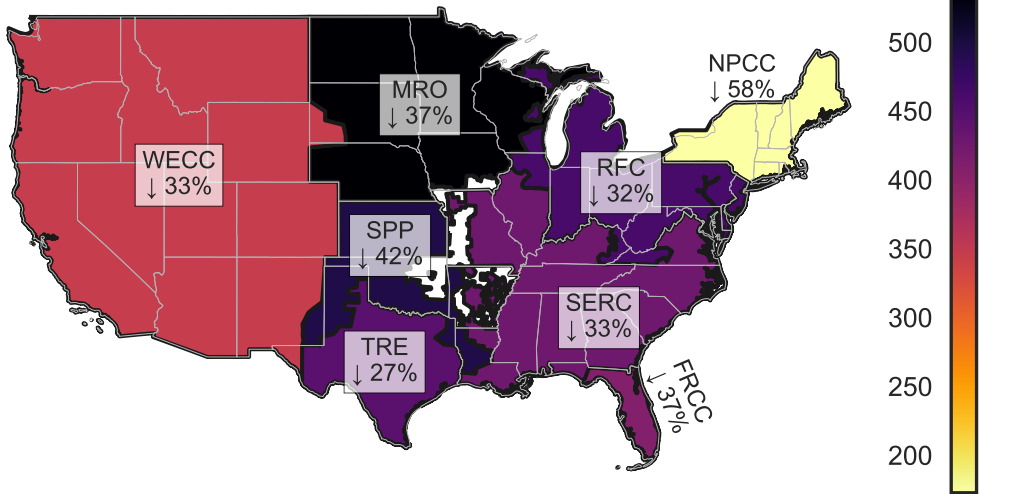 NPCC
↓ 58%
MRO
↓ 37%
WECC
↓ 33%
RFC
↓ 32%
SPP
↓ 42%
SERC
↓ 33%
TRE
↓ 27%
FRCC
↓ 37%
500
450
400
350
300
250
200